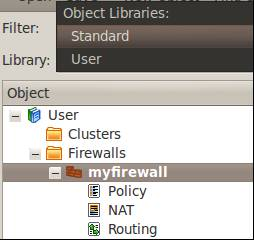 Object Libraries:
Filter:
Standard
Library:
User
Object
User
Clusters
Firewalls
myfirewall
Policy
NAT
Routing